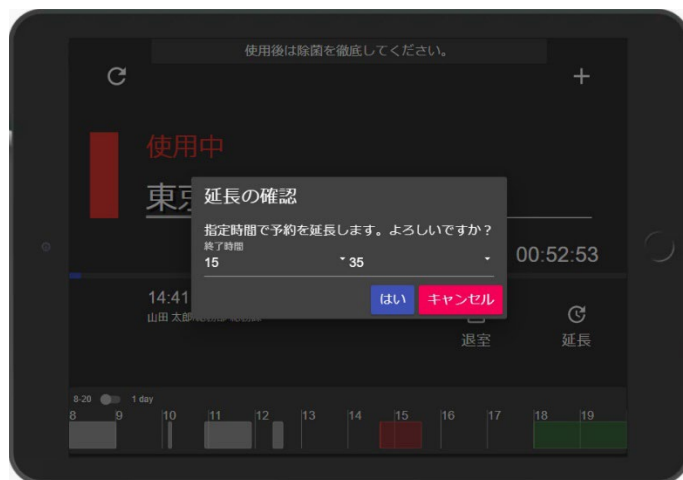 使用後は除菌を徹底してください。
使用中
東京
延長の確認
指定時間で予約を延長します。よろしいですか?
終了時間
15 35
00:52:53
はい キャンセル
14:41
山田 太郎
退室 延長
8-20 1 day
8 9 10 11 12 13 14 15 16 17 18 19